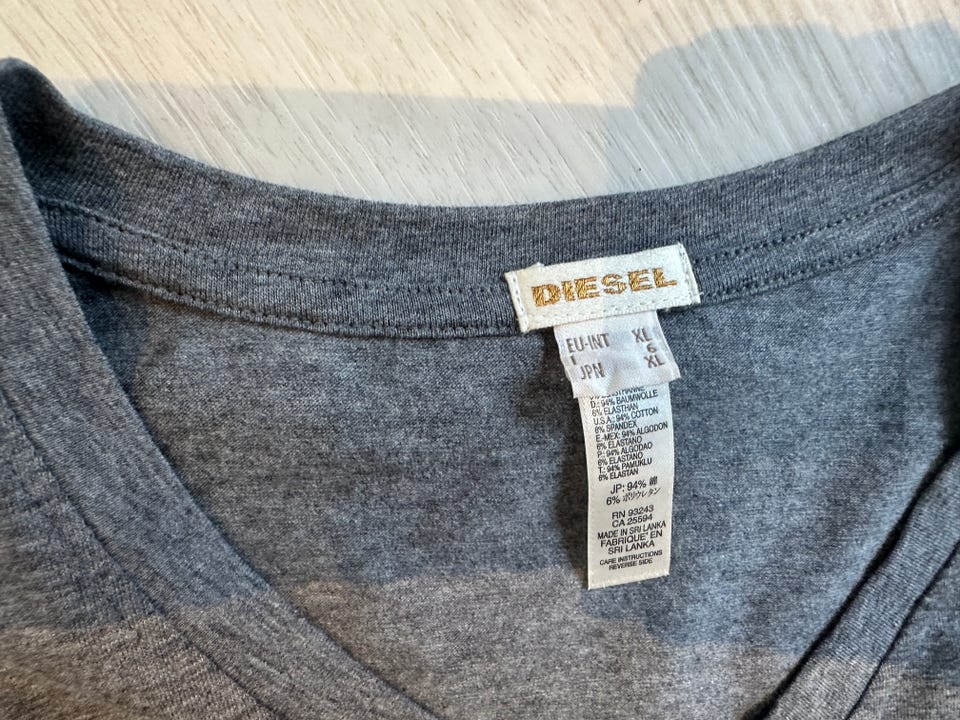 DIESEL
EU-INT XL
I 6
JPN XL
D.: 94% BAUMWOLLE
6% ELASTHAN
U.S.A.: 94% COTTON
6% SPANDEX
E.-MEX: 94% ALGODON
6% ELASTANO
P.: 94% ALGODAO
6% ELASTANO
T.: 94% PAMUKLU
6% ELASTAN
JP: 94% 綿
6% ポリウレタン
RN 93243
CA 25594
MADE IN SRI LANKA
FABRIQUE' EN
SRI LANKA
CARE INSTRUCTIONS
REVERSE SIDE